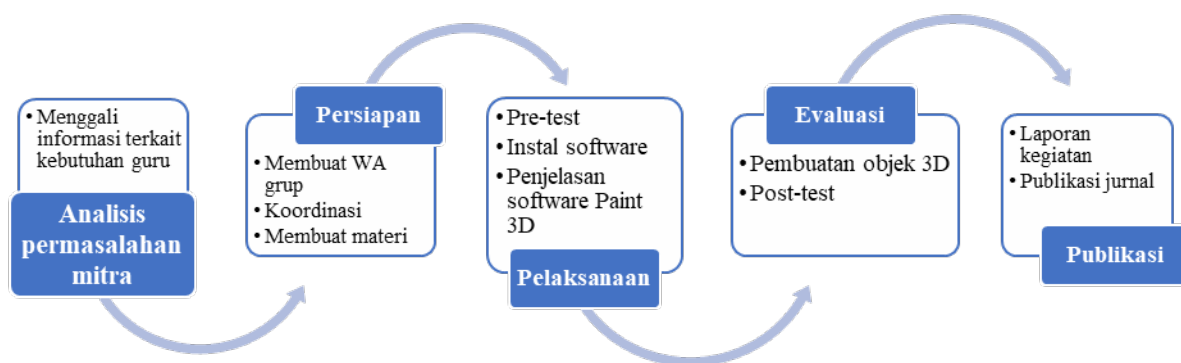 • Menggali
informasi terkait
kebutuhan guru
Analisis
permasalahan
mitra
Persiapan
• Membuat WA
grup
• Koordinasi
• Membuat materi
• Pre-test
• Instal software
• Penjelasan
software Paint
3D
Pelaksanaan
Evaluasi
• Pembuatan objek 3D
• Post-test
• Laporan
kegiatan
• Publikasi jurnal
Publikasi